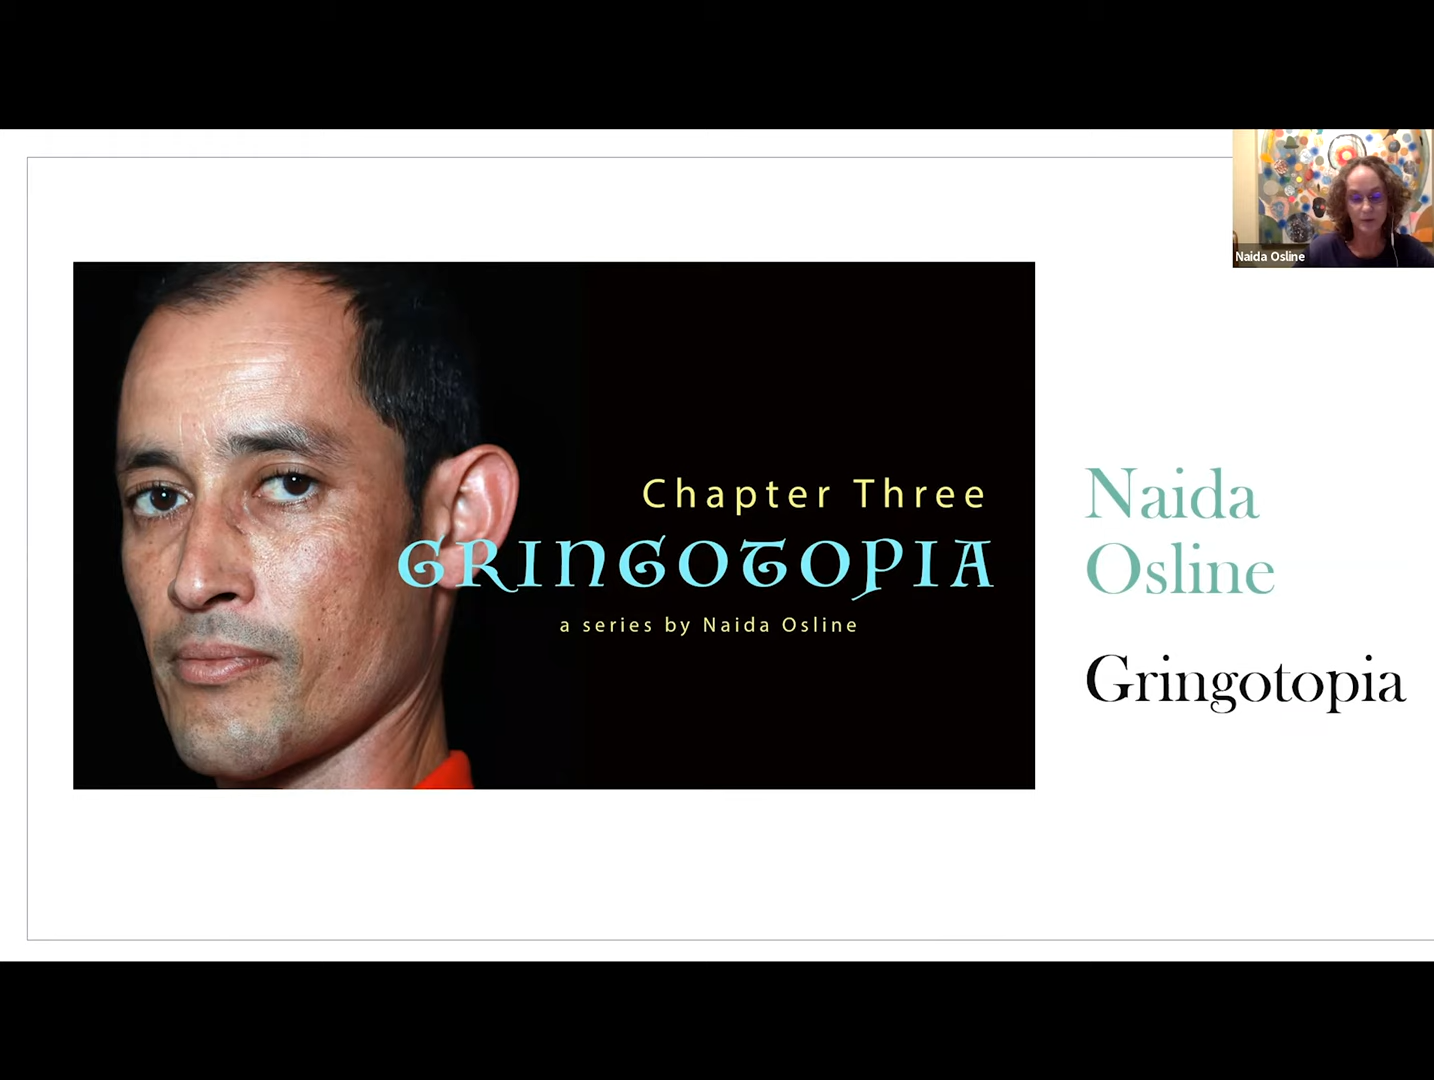 Naida Osline
Chapter Three
GRINGOTOPIA
a series by Naida Osline
Naida
Osline
Gringotopia